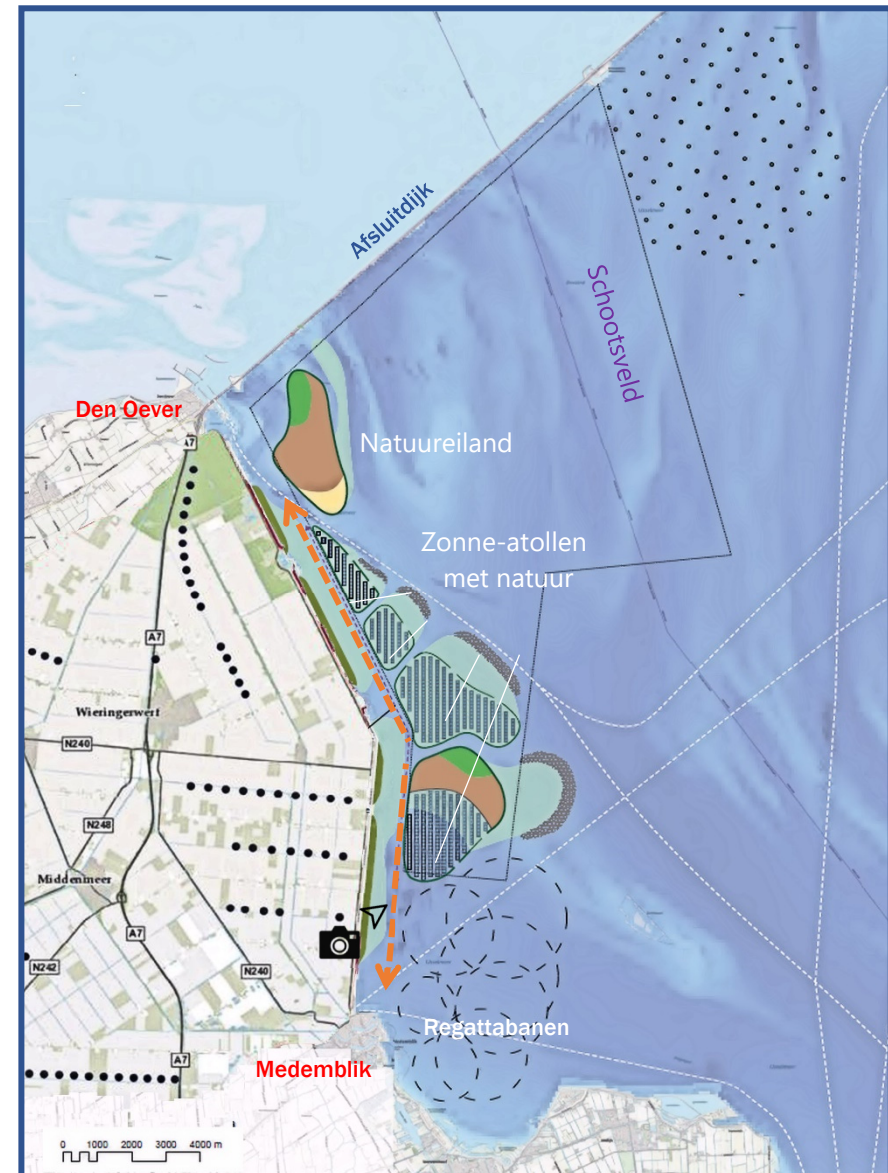 Afsluitdijk
Schootsveld
Den Oever
A7
Natuureiland
Zonne-atollen
met natuur
A7
Wieringerwerf
N240
N248
Middenmeer
A7
N242
N240
Regattabanen
A7
Medemblik
0 1000 2000 3000 4000 m